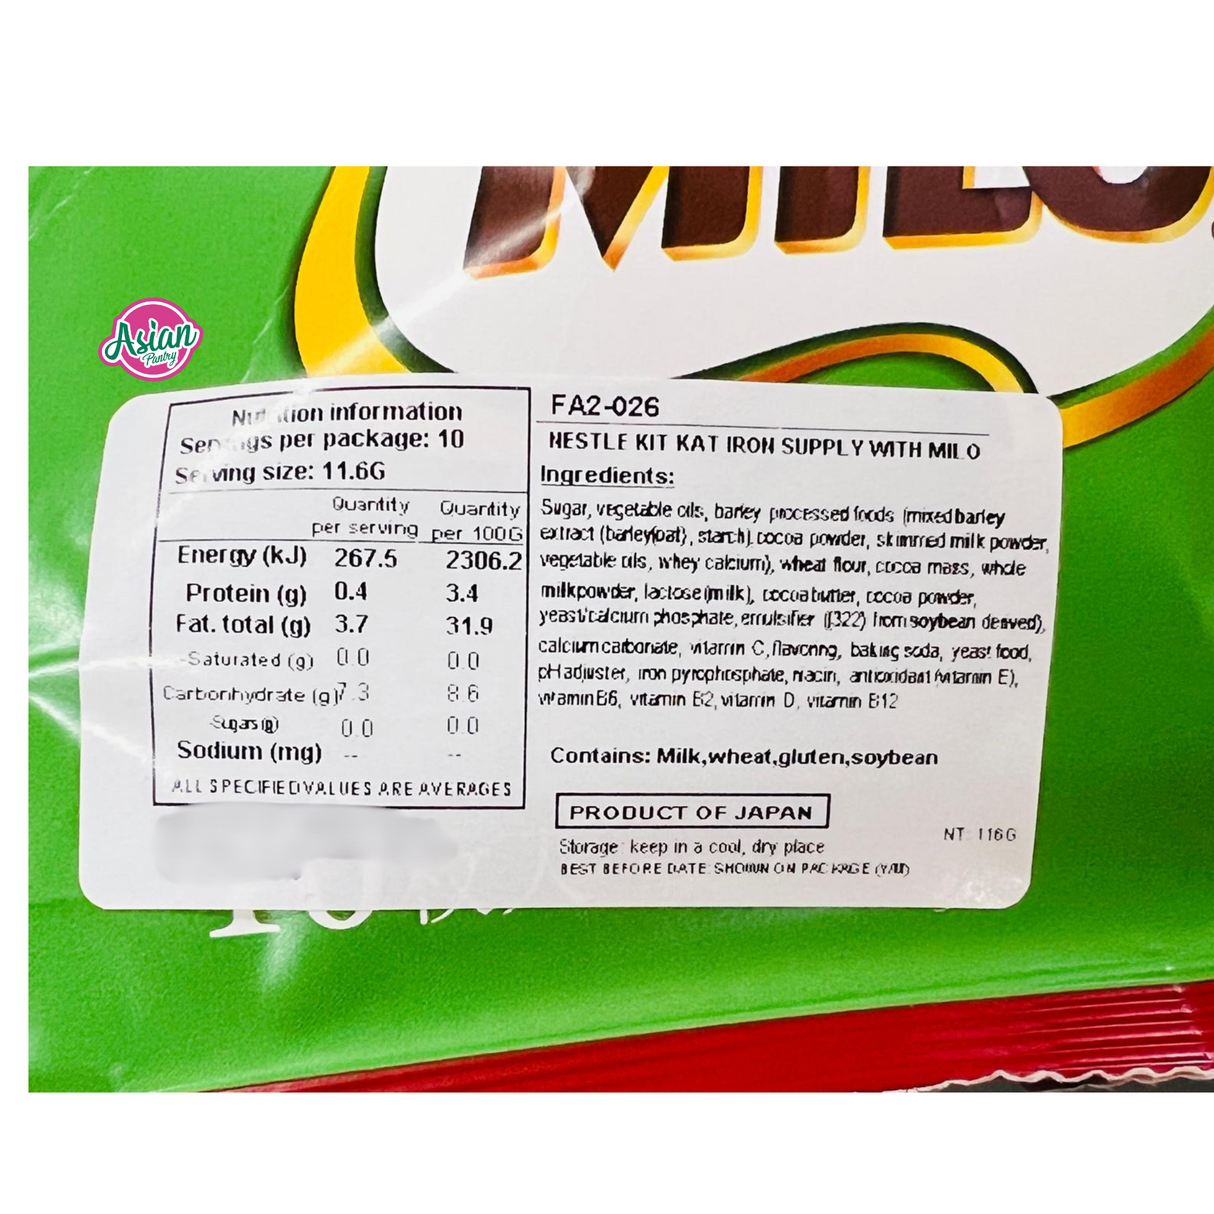 MILO
Asian
Pantry
Nutrition information
Servings per package: 10
Serving size: 11.6G
Quantity per serving Quantity per 100G
Energy (kJ) 267.5 2306.2
Protein (g) 0.4 3.4
Fat. total (g) 3.7 31.9
-Saturated (g) 0.0 0.0
Carbonhydrate (g) 7.3 8.6
-Sugars (g) 0.0 0.0
Sodium (mg) -- --
ALL SPECIFIED VALUES ARE AVERAGES
FA2-026
NESTLE KIT KAT IRON SUPPLY WITH MILO
Ingredients:
Sugar, vegetable oils, barley processed foods (mixed barley
extract (barley(oat), starch), cocoa powder, skimmed milk powder,
vegetable oils, whey calcium), wheat flour, cocoa mass, whole
milkpowder, lactose(milk), cocoa butter, cocoa powder,
yeast/calcium phosphate, emulsifier ((322) from soybean derived),
calcium carbonate, vitamin C, flavoring, baking soda, yeast food,
pH adjuster, iron pyrophosphate, niacin, antioxidant (vitamin E),
vitamin B6, vitamin B2, vitamin D, vitamin B12
Contains: Milk,wheat,gluten,soybean
PRODUCT OF JAPAN
NT: 116G
Storage: keep in a cool, dry place
BEST BEFORE DATE: SHOWN ON PACKAGE (Y/M)